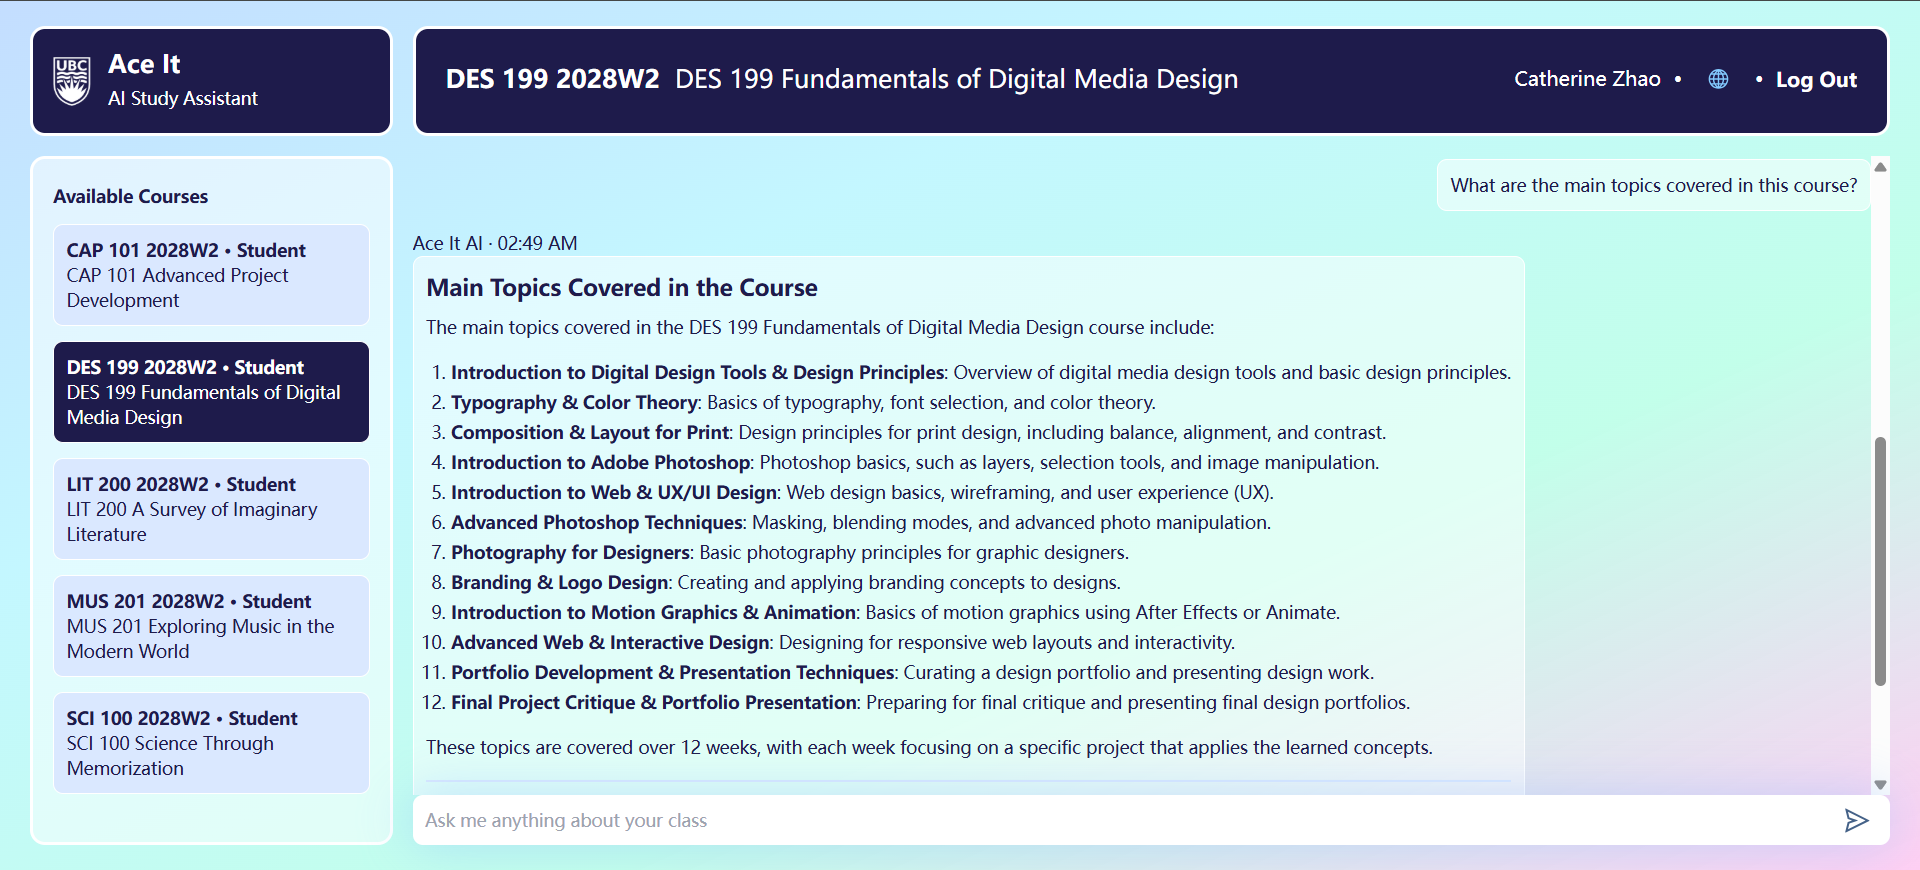 UBC
Ace It
AI Study Assistant
DES 199 2028W2 DES 199 Fundamentals of Digital Media Design
Catherine Zhao • • Log Out
Available Courses
CAP 101 2028W2 • Student
CAP 101 Advanced Project
Development
DES 199 2028W2 • Student
DES 199 Fundamentals of Digital
Media Design
LIT 200 2028W2 • Student
LIT 200 A Survey of Imaginary
Literature
MUS 201 2028W2 • Student
MUS 201 Exploring Music in the
Modern World
SCI 100 2028W2 • Student
SCI 100 Science Through
Memorization
What are the main topics covered in this course?
Ace It AI · 02:49 AM
Main Topics Covered in the Course
The main topics covered in the DES 199 Fundamentals of Digital Media Design course include:
1. Introduction to Digital Design Tools & Design Principles: Overview of digital media design tools and basic design principles.
2. Typography & Color Theory: Basics of typography, font selection, and color theory.
3. Composition & Layout for Print: Design principles for print design, including balance, alignment, and contrast.
4. Introduction to Adobe Photoshop: Photoshop basics, such as layers, selection tools, and image manipulation.
5. Introduction to Web & UX/UI Design: Web design basics, wireframing, and user experience (UX).
6. Advanced Photoshop Techniques: Masking, blending modes, and advanced photo manipulation.
7. Photography for Designers: Basic photography principles for graphic designers.
8. Branding & Logo Design: Creating and applying branding concepts to designs.
9. Introduction to Motion Graphics & Animation: Basics of motion graphics using After Effects or Animate.
10. Advanced Web & Interactive Design: Designing for responsive web layouts and interactivity.
11. Portfolio Development & Presentation Techniques: Curating a design portfolio and presenting design work.
12. Final Project Critique & Portfolio Presentation: Preparing for final critique and presenting final design portfolios.
These topics are covered over 12 weeks, with each week focusing on a specific project that applies the learned concepts.
Ask me anything about your class